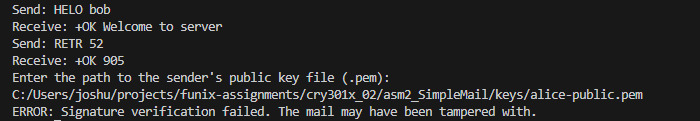 Send: HELO bob
Receive: +OK Welcome to server
Send: RETR 52
Receive: +OK 905
Enter the path to the sender's public key file (.pem):
C:/Users/joshu/projects/funix-assignments/cry301x_02/asm2_SimpleMail/keys/alice-public.pem
ERROR: Signature verification failed. The mail may have been tampered with.